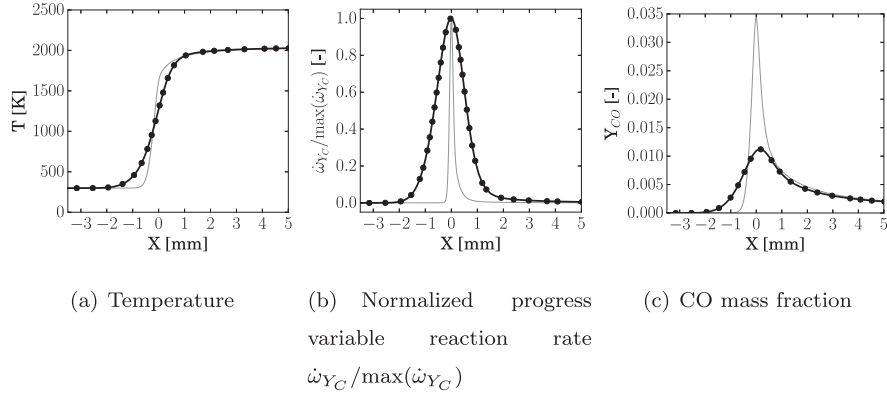 2500
2000
1500
1000
500
0
T [K]
−3 −2 −1 0 1 2 3 4 5
X [mm]
1.0
0.8
0.6
0.4
0.2
0.0
ω̇_{Y_C}/max(ω̇_{Y_C}) [-]
−3 −2 −1 0 1 2 3 4 5
X [mm]
0.035
0.030
0.025
0.020
0.015
0.010
0.005
0.000
Y_{CO} [-]
−3 −2 −1 0 1 2 3 4 5
X [mm]
(a) Temperature
(b) Normalized progress
variable reaction rate
ω̇_{Y_C}/max(ω̇_{Y_C})
(c) CO mass fraction